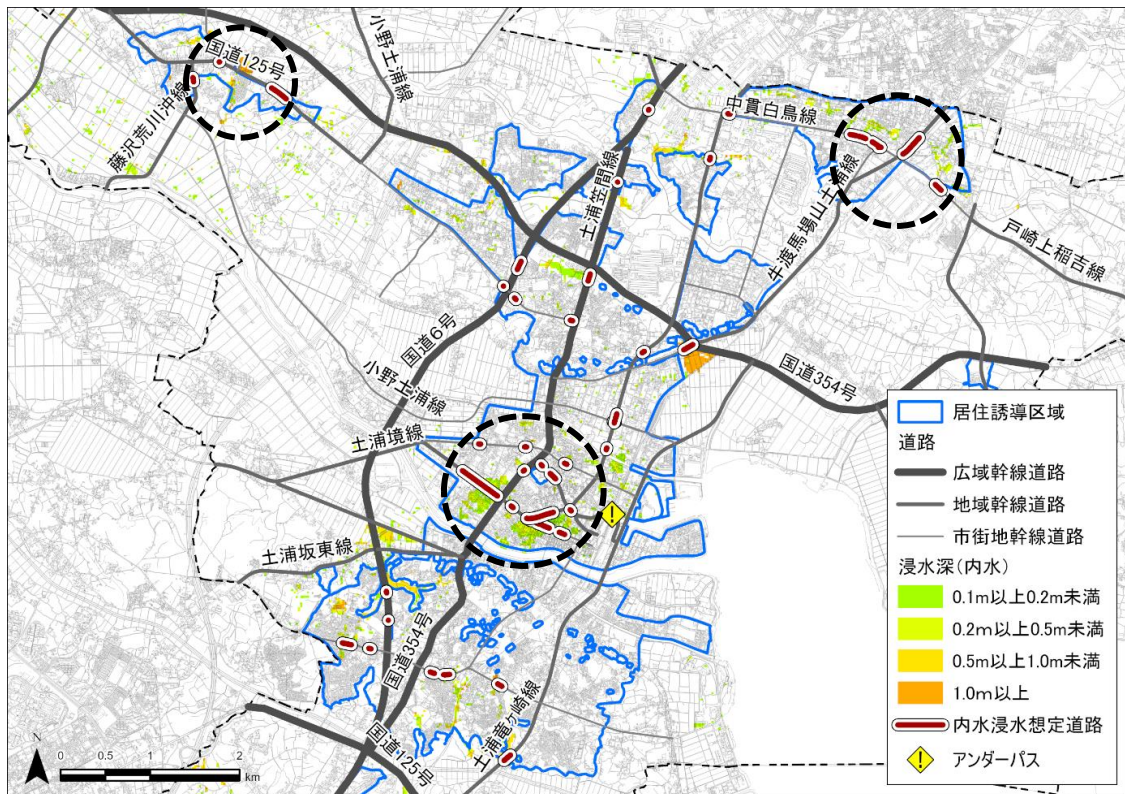 国道125号
小野土浦線
藤沢荒川沖線
中貫白鳥線
土浦笠間線
牛渡馬場山土浦線
戸崎上稲吉線
国道6号
国道354号
小野土浦線
土浦境線
土浦坂東線
国道354号
土浦竜ヶ崎線
国道125号
居住誘導区域
道路
広域幹線道路
地域幹線道路
市街地幹線道路
浸水深(内水)
0.1m以上0.2m未満
0.2m以上0.5m未満
0.5m以上1.0m未満
1.0m以上
内水浸水想定道路
! アンダーパス
!
N
0 0.5 1 2
km